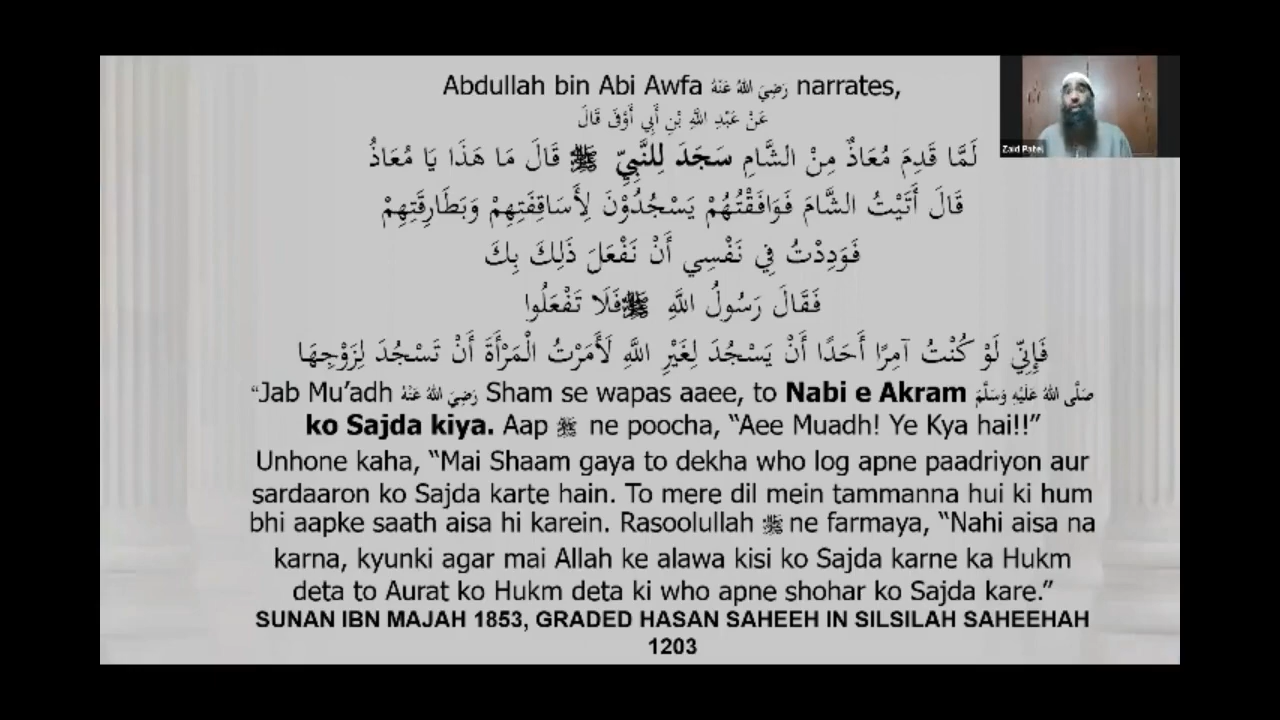 Abdullah bin Abi Awfa رَضِيَ اللهُ عَنْهُ narrates,
عَنْ عَبْدِ اللَّهِ بْنِ أَبِي أَوْفَى قَالَ
لَمَّا قَدِمَ مُعَاذٌ مِنْ الشَّامِ سَجَدَ لِلنَّبِيِّ ﷺ قَالَ مَا هَذَا يَا مُعَاذُ
قَالَ أَتَيْتُ الشَّامَ فَوَافَقْتُهُمْ يَسْجُدُوْنَ لِأَسَاقِفَتِهِمْ وَبَطَارِقَتِهِمْ
فَوَدِدْتُ فِي نَفْسِي أَنْ نَفْعَلَ ذَلِكَ بِكَ
فَقَالَ رَسُولُ اللَّهِ ﷺ فَلَا تَفْعَلُوا
فَإِنِّي لَوْ كُنْتُ آمِرًا أَحَدًا أَنْ يَسْجُدَ لِغَيْرِ اللَّهِ لَأَمَرْتُ الْمَرْأَةَ أَنْ تَسْجُدَ لِزَوْجِهَا
“Jab Mu’adh رَضِيَ اللهُ عَنْهُ Sham se wapas aaee, to Nabi e Akram صَلَّى اللهُ عَلَيْهِ وَسَلَّمَ
ko Sajda kiya. Aap ﷺ ne poocha, “Aee Muadh! Ye Kya hai!!”
Unhone kaha, “Mai Shaam gaya to dekha who log apne paadriyon aur
sardaaron ko Sajda karte hain. To mere dil mein tammanna hui ki hum
bhi aapke saath aisa hi karein. Rasoolullah ﷺ ne farmaya, “Nahi aisa na
karna, kyunki agar mai Allah ke alawa kisi ko Sajda karne ka Hukm
deta to Aurat ko Hukm deta ki who apne shohar ko Sajda kare.”
SUNAN IBN MAJAH 1853, GRADED HASAN SAHEEH IN SILSILAH SAHEEHAH
1203
Zaid Patel